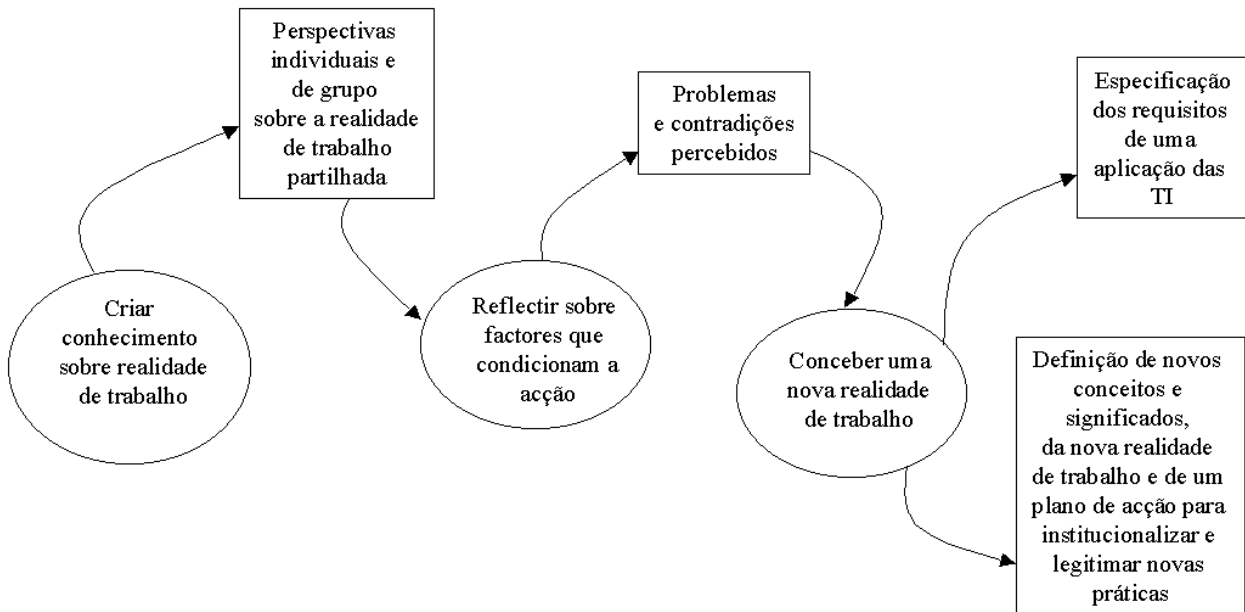 Perspectivas
individuais e
de grupo
sobre a realidade
de trabalho
partilhada
Problemas
e contradições
percebidos
Especificação
dos requisitos
de uma
aplicação das
TI
Criar
conhecimento
sobre realidade
de trabalho
Reflectir sobre
factores que
condicionam a
acção
Conceber uma
nova realidade
de trabalho
Definição de novos
conceitos e
significados,
da nova realidade
de trabalho e de um
plano de acção para
institucionalizar e
legitimar novas
práticas